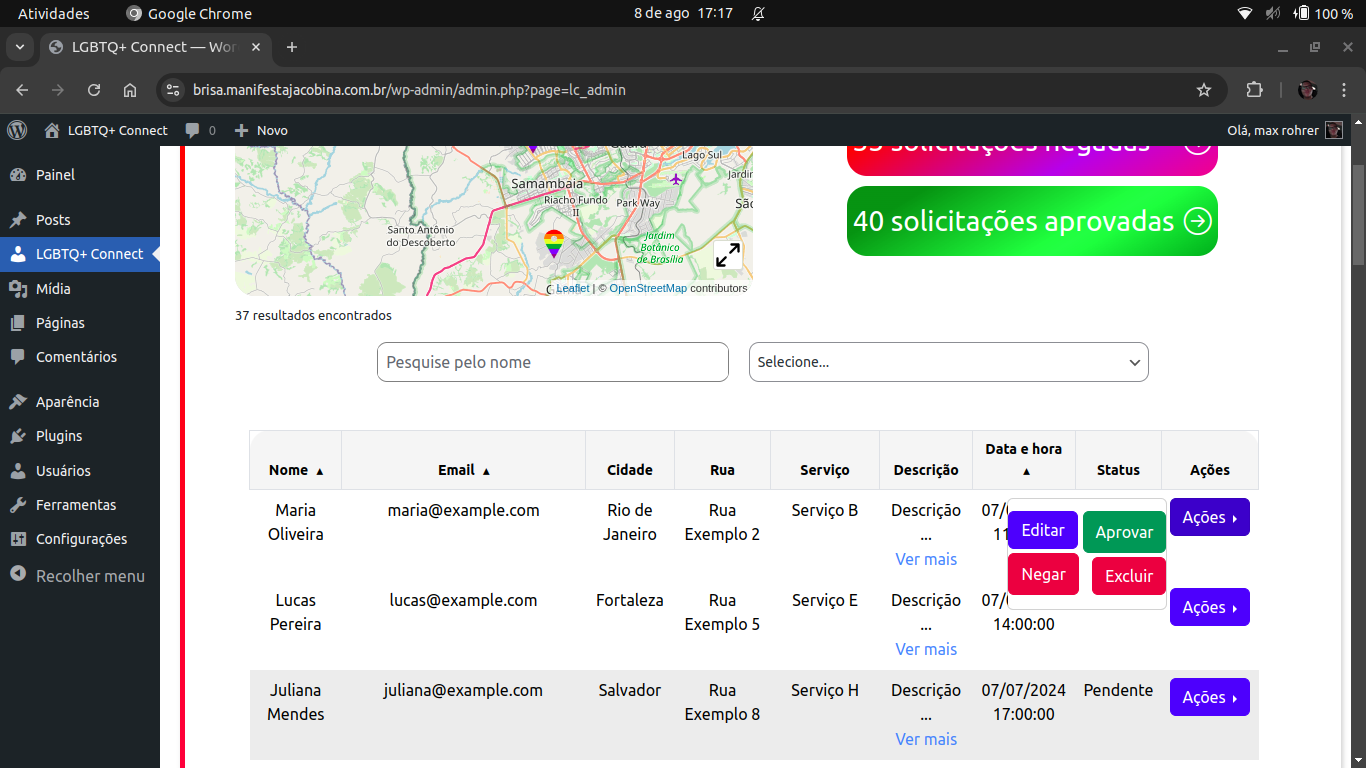 Atividades
Google Chrome
8 de ago 17:17
100 %
LGBTQ+ Connect — Wor
brisa.manifestajacobina.com.br/wp-admin/admin.php?page=lc_admin
LGBTQ+ Connect
0
Novo
Olá, max rohrer
Painel
Posts
LGBTQ+ Connect
Mídia
Páginas
Comentários
Aparência
Plugins
Usuários
Ferramentas
Configurações
Recolher menu
Lago Sul
Samambaia
Riacho Fundo
II
Park Way
Santo Antônio
do Descoberto
Jardim
Botânico
de Brasília
Leaflet | © OpenStreetMap contributors
solicitações negadas
40 solicitações aprovadas
37 resultados encontrados
Pesquise pelo nome
Selecione...
Nome ▲ Email ▲ Cidade Rua Serviço Descrição Data e hora ▲ Status Ações
Maria
Oliveira
maria@example.com
Rio de
Janeiro
Rua
Exemplo 2
Serviço B
Descrição
...
Ver mais
07/
11
Editar
Aprovar
Negar
Excluir
Ações
Lucas
Pereira
lucas@example.com
Fortaleza
Rua
Exemplo 5
Serviço E
Descrição
...
Ver mais
07/
14:00:00
Ações
Juliana
Mendes
juliana@example.com
Salvador
Rua
Exemplo 8
Serviço H
Descrição
...
Ver mais
07/07/2024
17:00:00
Pendente
Ações